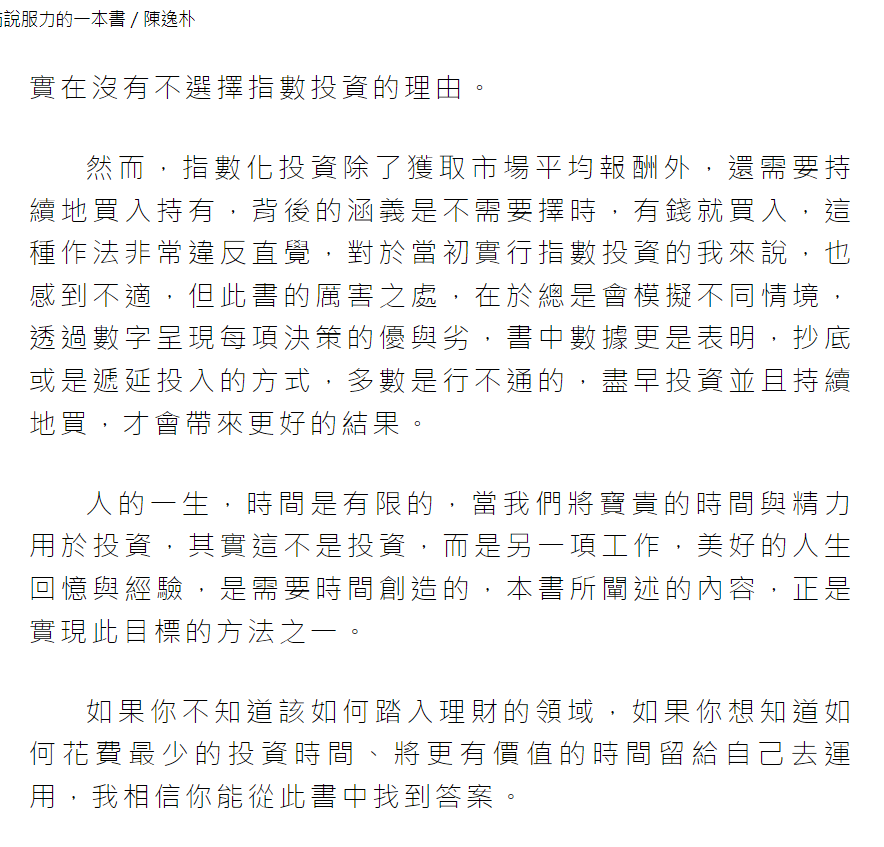 說服力的一本書 / 陳逸朴
實在沒有不選擇指數投資的理由。
然而，指數化投資除了獲取市場平均報酬外，還需要持
續地買入持有，背後的涵義是不需要擇時，有錢就買入，這
種作法非常違反直覺，對於當初實行指數投資的我來說，也
感到不適，但此書的厲害之處，在於總是會模擬不同情境，
透過數字呈現每項決策的優與劣，書中數據更是表明，抄底
或是遞延投入的方式，多數是行不通的，盡早投資並且持續
地買，才會帶來更好的結果。
人的一生，時間是有限的，當我們將寶貴的時間與精力
用於投資，其實這不是投資，而是另一項工作，美好的人生
回憶與經驗，是需要時間創造的，本書所闡述的內容，正是
實現此目標的方法之一。
如果你不知道該如何踏入理財的領域，如果你想知道如
何花費最少的投資時間、將更有價值的時間留給自己去運
用，我相信你能從此書中找到答案。